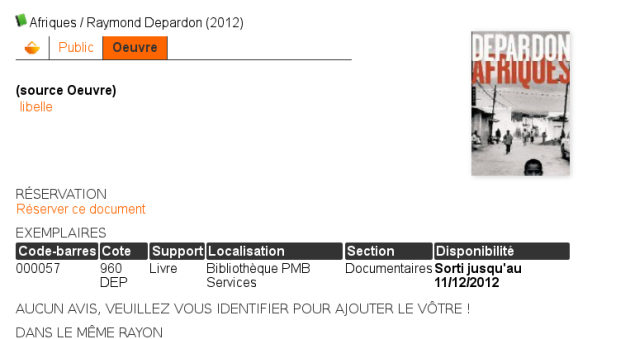 Afriques / Raymond Depardon (2012)
Public Oeuvre
DEPARDON
AFRIQUES
(source Oeuvre)
libelle
RÉSERVATION
Réserver ce document
EXEMPLAIRES
Code-barres Cote Support Localisation Section Disponibilité
000057 960 Livre Bibliothèque PMB Documentaires Sorti jusqu'au
DEP Services 11/12/2012
AUCUN AVIS, VEUILLEZ VOUS IDENTIFIER POUR AJOUTER LE VÔTRE !
DANS LE MÊME RAYON